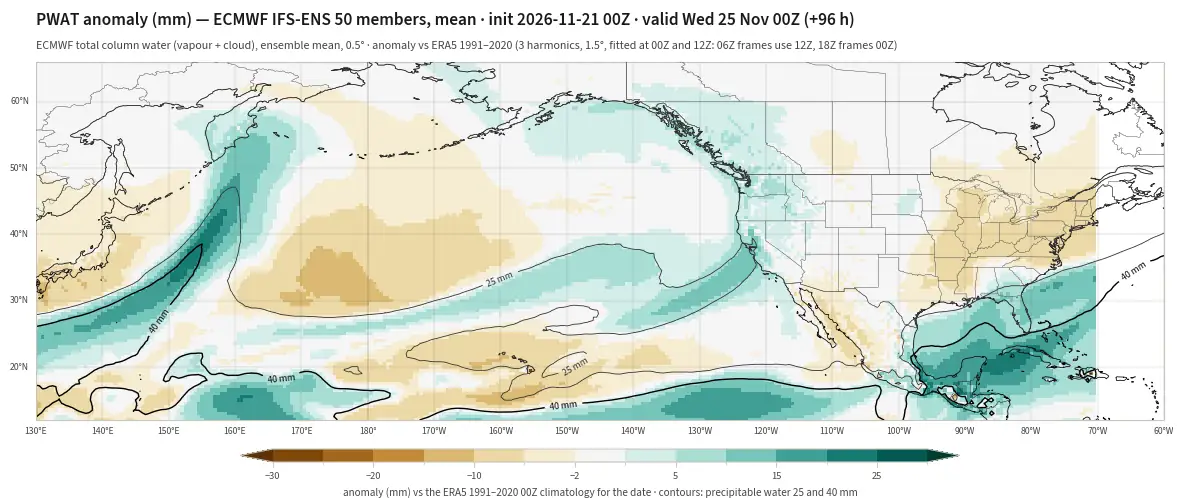 PWAT anomaly (mm) — ECMWF IFS-ENS 50 members, mean · init 2026-11-21 00Z · valid Wed 25 Nov 00Z (+96 h)
ECMWF total column water (vapour + cloud), ensemble mean, 0.5° · anomaly vs ERA5 1991–2020 (3 harmonics, 1.5°, fitted at 00Z and 12Z: 06Z frames use 12Z, 18Z frames 00Z)
60°N
50°N
40°N
30°N
20°N
25 mm
25 mm
40 mm
40 mm
40 mm
40 mm
130°E 140°E 150°E 160°E 170°E 180° 170°W 160°W 150°W 140°W 130°W 120°W 110°W 100°W 90°W 80°W 70°W 60°W
−30 −20 −10 −2 5 15 25
anomaly (mm) vs the ERA5 1991–2020 00Z climatology for the date · contours: precipitable water 25 and 40 mm